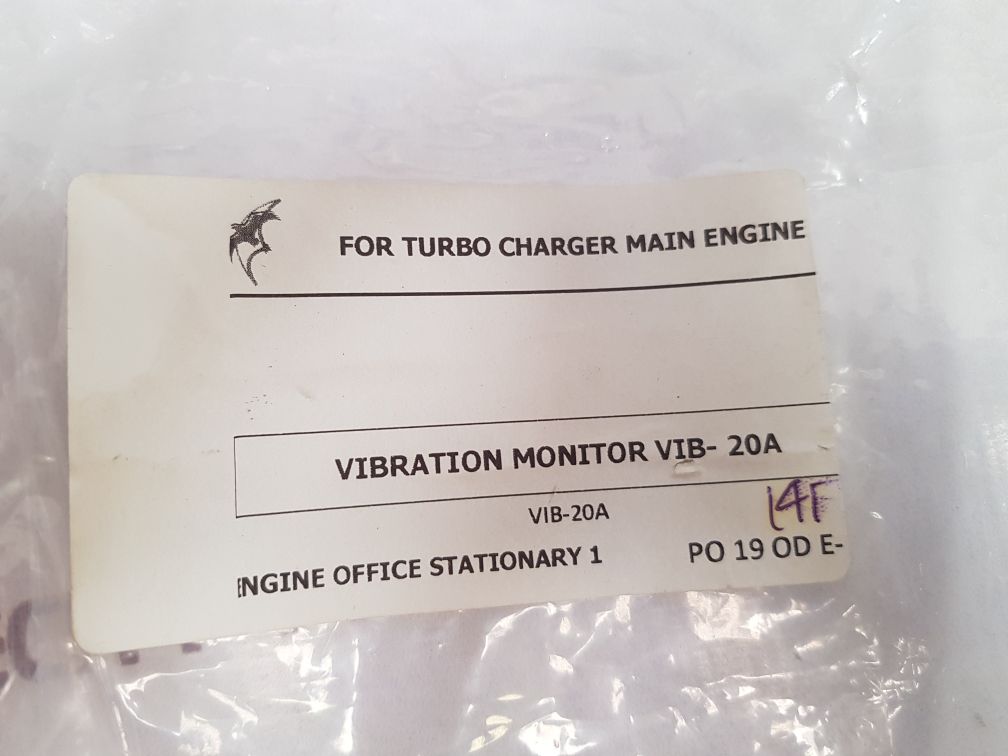 FOR TURBO CHARGER MAIN ENGINE
VIBRATION MONITOR VIB- 20A
VIB-20A
14F
ENGINE OFFICE STATIONARY 1 PO 19 OD E-